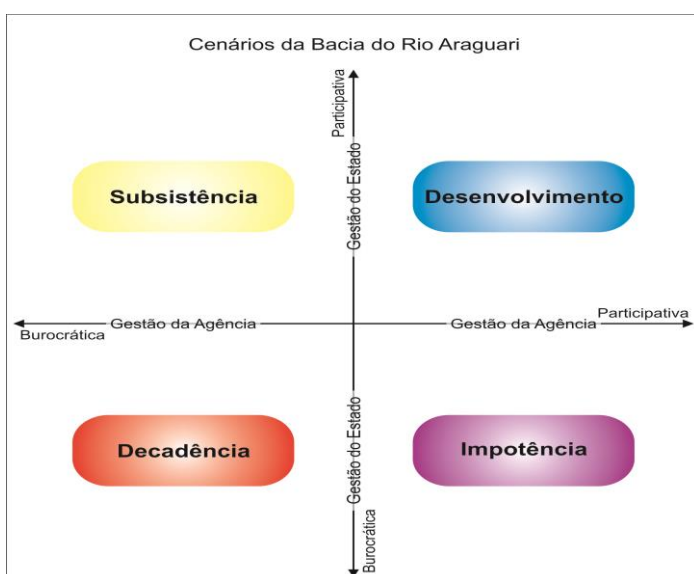 Cenários da Bacia do Rio Araguari
Participativa
Gestão do Estado
Subsistência
Desenvolvimento
Burocrática
Gestão da Agência
Gestão da Agência
Participativa
Gestão do Estado
Decadência
Impotência
Burocrática